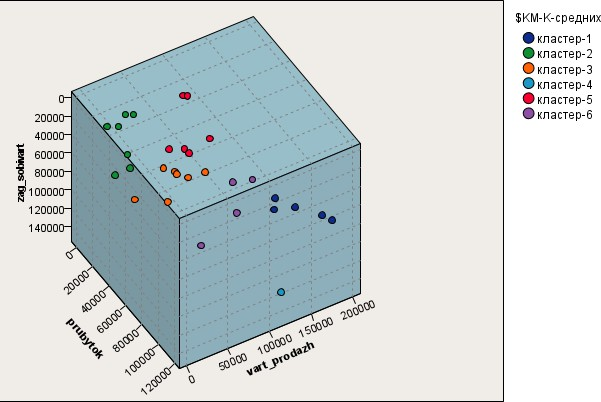 $KM-K-средних
кластер-1
кластер-2
кластер-3
кластер-4
кластер-5
кластер-6
0
20000
40000
60000
80000
100000
120000
140000
zag_sobivart
0
20000
40000
60000
80000
100000
120000
prubytok
0
50000
100000
150000
200000
vart_prodazh